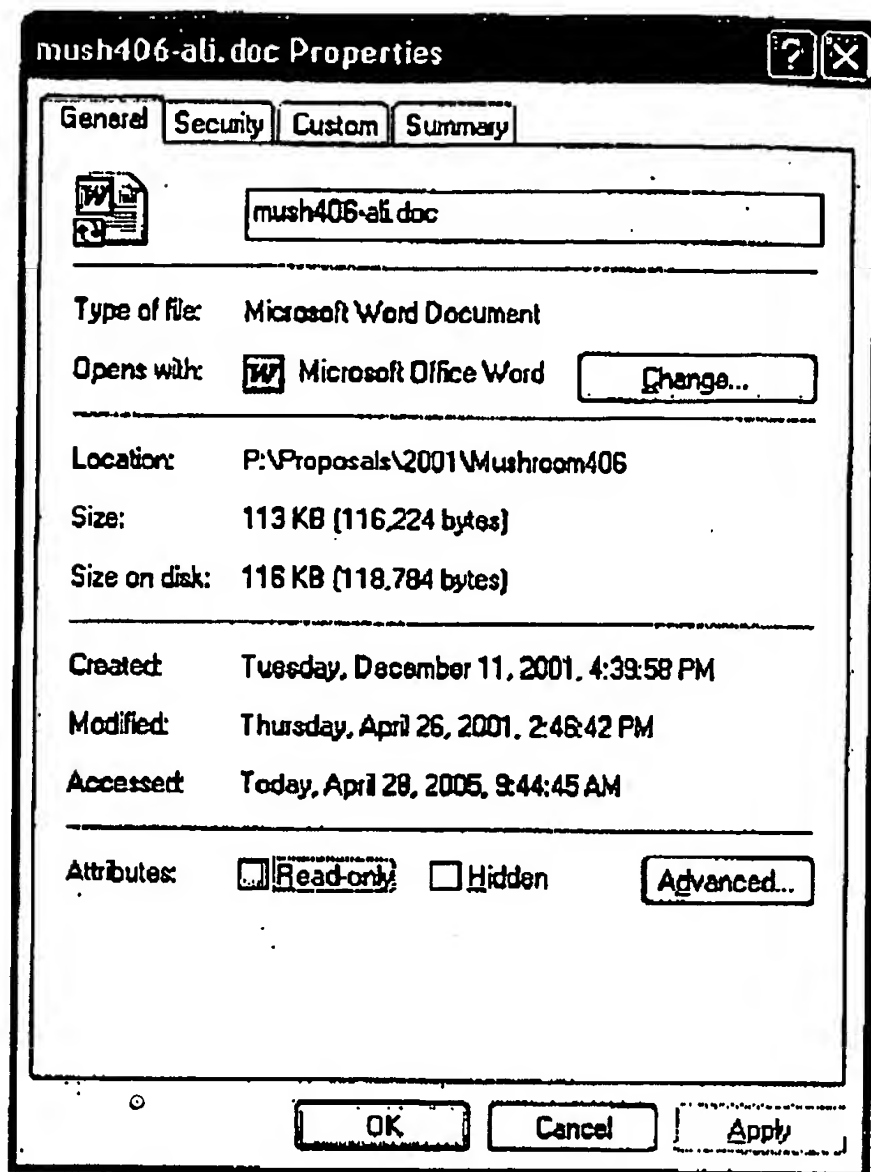 mush406-ali.doc Properties
General Security Custom Summary
mush406-ali.doc
Type of file: Microsoft Word Document
Opens with: Microsoft Office Word Change...
Location: P:\Proposals\2001\Mushroom406
Size: 113 KB (116,224 bytes)
Size on disk: 116 KB (118,784 bytes)
Created: Tuesday, December 11, 2001, 4:39:58 PM
Modified: Thursday, April 26, 2001, 2:46:42 PM
Accessed: Today, April 28, 2005, 9:44:45 AM
Attributes: Read-only Hidden Advanced...
OK Cancel Apply